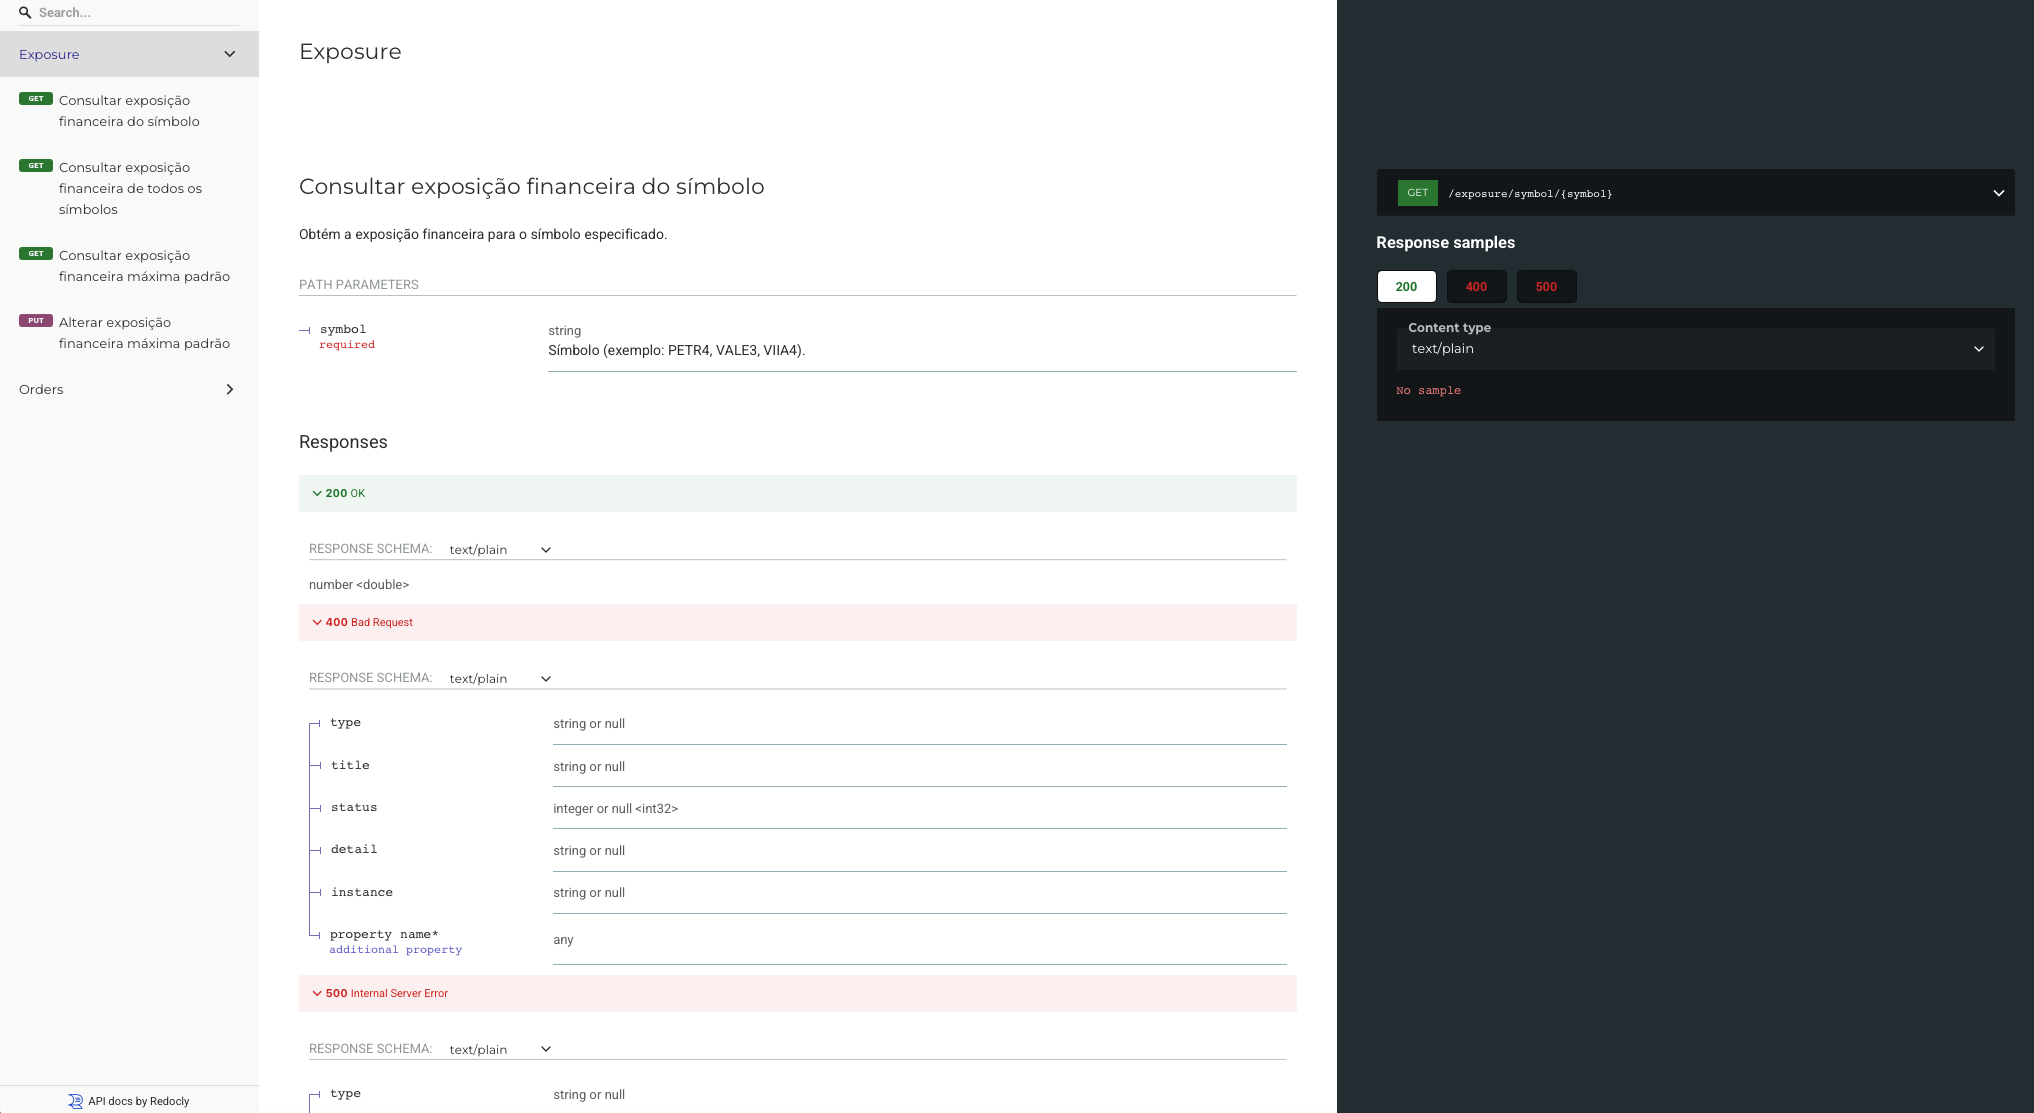 Search...
Exposure
GET Consultar exposição
financeira do símbolo
GET Consultar exposição
financeira de todos os
símbolos
GET Consultar exposição
financeira máxima padrão
PUT Alterar exposição
financeira máxima padrão
Orders
API docs by Redocly
Exposure
Consultar exposição financeira do símbolo
Obtém a exposição financeira para o símbolo especificado.
PATH PARAMETERS
symbol
required
string
Símbolo (exemplo: PETR4, VALE3, VIIA4).
Responses
200 OK
RESPONSE SCHEMA: text/plain
number <double>
400 Bad Request
RESPONSE SCHEMA: text/plain
type string or null
title string or null
status integer or null <int32>
detail string or null
instance string or null
property name*
additional property
any
500 Internal Server Error
RESPONSE SCHEMA: text/plain
type string or null
GET /exposure/symbol/{symbol}
Response samples
200 400 500
Content type
text/plain
No sample